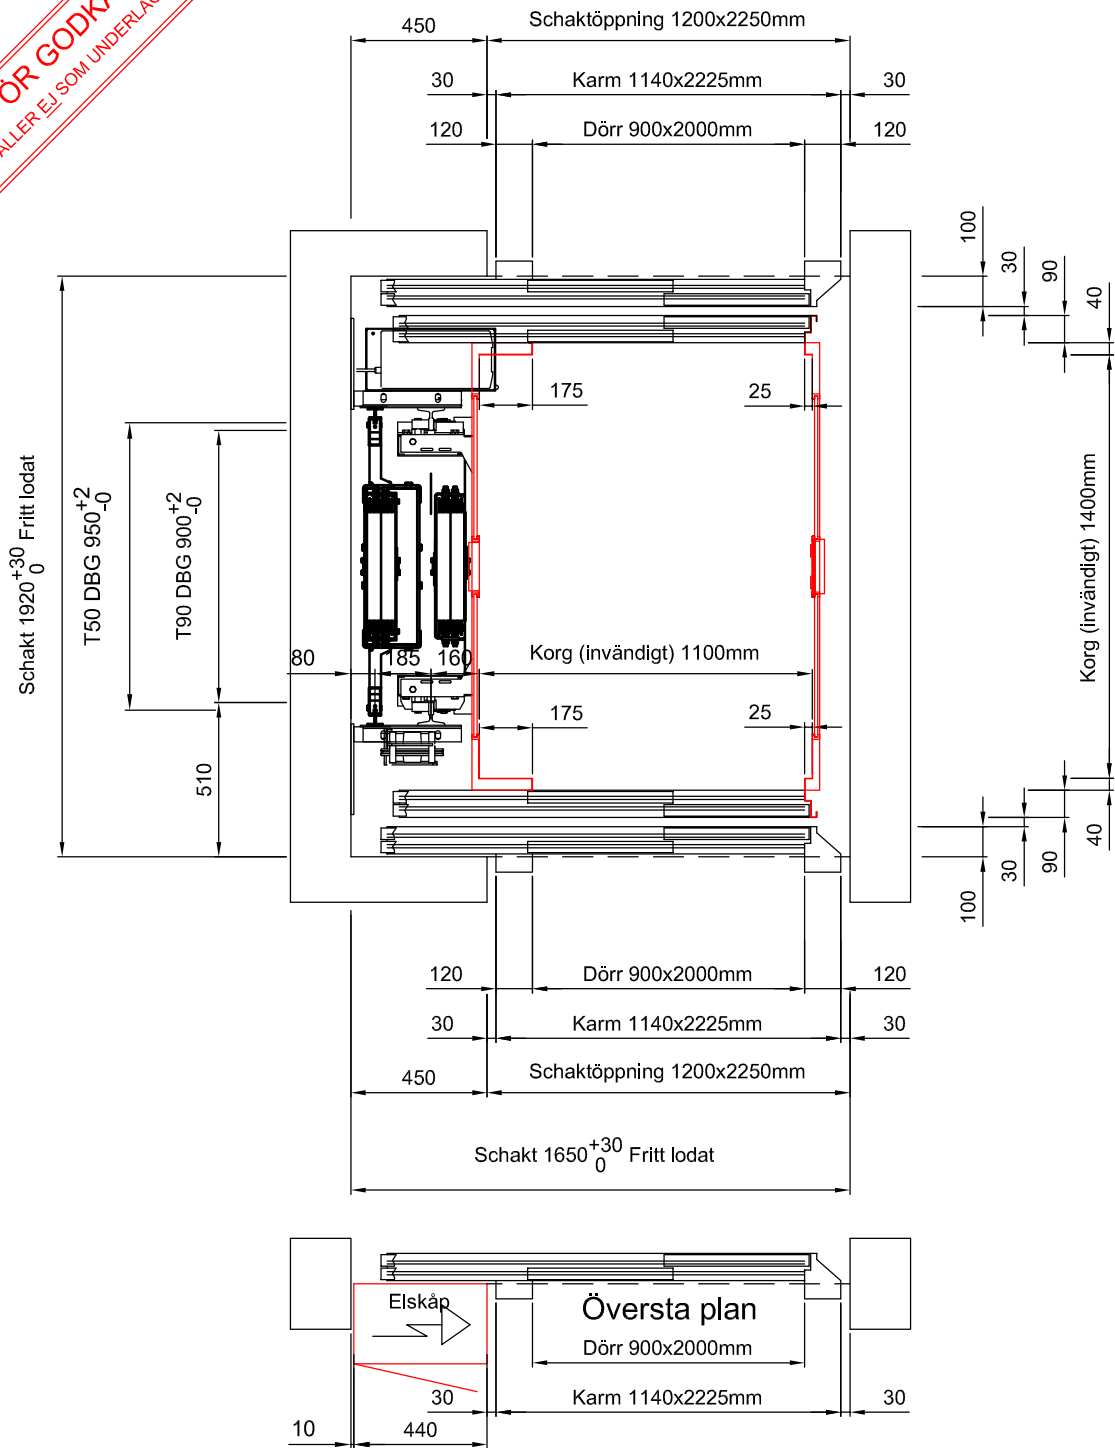 ÖR GODKÄ
ALLER EJ SOM UNDERLAG
450
Schaktöppning 1200x2250mm
30
Karm 1140x2225mm
30
120
Dörr 900x2000mm
120
100
30
90
40
175
25
Schakt 1920 +30 0 Fritt lodat
T50 DBG 950 +2 -0
T90 DBG 900 +2 -0
Korg (invändigt) 1400mm
80
185
160
Korg (invändigt) 1100mm
175
25
510
40
90
30
100
120
Dörr 900x2000mm
120
30
Karm 1140x2225mm
30
450
Schaktöppning 1200x2250mm
Schakt 1650 +30 0 Fritt lodat
Elskåp
Översta plan
Dörr 900x2000mm
30
Karm 1140x2225mm
30
10
440